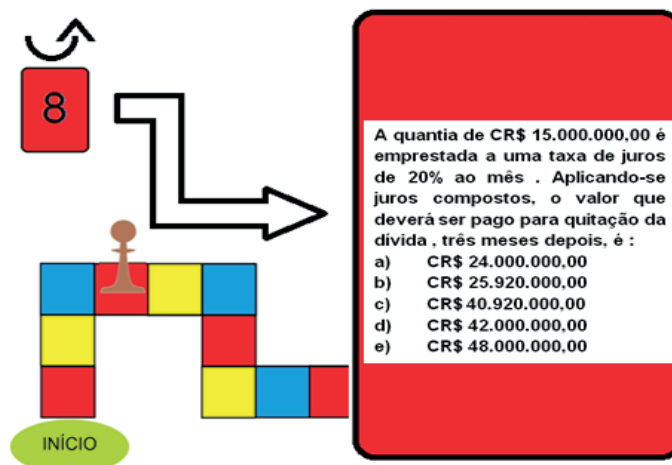 8
A quantia de CR$ 15.000.000,00 é
emprestada a uma taxa de juros
de 20% ao mês . Aplicando-se
juros compostos, o valor que
deverá ser pago para quitação da
dívida , três meses depois, é :
a) CR$ 24.000.000,00
b) CR$ 25.920.000,00
c) CR$ 40.920.000,00
d) CR$ 42.000.000,00
e) CR$ 48.000.000,00
INÍCIO